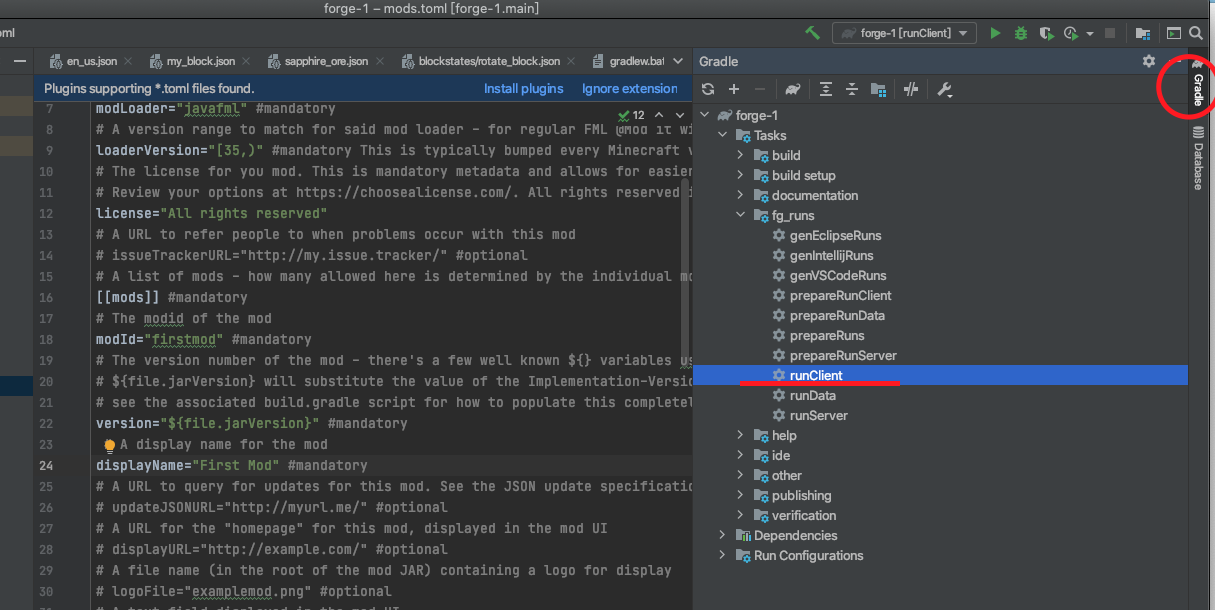 forge-1 – mods.toml [forge-1.main]
oml
forge-1 [runClient]
en_us.json
my_block.json
sapphire_ore.json
blockstates/rotate_block.json
gradlew.bat
Gradle
Plugins supporting *.toml files found.
Install plugins
Ignore extension
12
7 modLoader="javafml" #mandatory
8 # A version range to match for said mod loader - for regular FML @Mod it wi
9 loaderVersion="[35,)" #mandatory This is typically bumped every Minecraft v
10 # The license for you mod. This is mandatory metadata and allows for easier
11 # Review your options at https://choosealicense.com/. All rights reserved i
12 license="All rights reserved"
13 # A URL to refer people to when problems occur with this mod
14 # issueTrackerURL="http://my.issue.tracker/" #optional
15 # A list of mods - how many allowed here is determined by the individual mo
16 [[mods]] #mandatory
17 # The modid of the mod
18 modId="firstmod" #mandatory
19 # The version number of the mod - there's a few well known ${} variables us
20 # ${file.jarVersion} will substitute the value of the Implementation-Versio
21 # see the associated build.gradle script for how to populate this completel
22 version="${file.jarVersion}" #mandatory
23 A display name for the mod
24 displayName="First Mod" #mandatory
25 # A URL to query for updates for this mod. See the JSON update specificatio
26 # updateJSONURL="http://myurl.me/" #optional
27 # A URL for the "homepage" for this mod, displayed in the mod UI
28 # displayURL="http://example.com/" #optional
29 # A file name (in the root of the mod JAR) containing a logo for display
30 # logoFile="examplemod.png" #optional
forge-1
Tasks
build
build setup
documentation
fg_runs
genEclipseRuns
genIntellijRuns
genVSCodeRuns
prepareRunClient
prepareRunData
prepareRuns
prepareRunServer
runClient
runData
runServer
help
ide
other
publishing
verification
Dependencies
Run Configurations
Gradle
Database